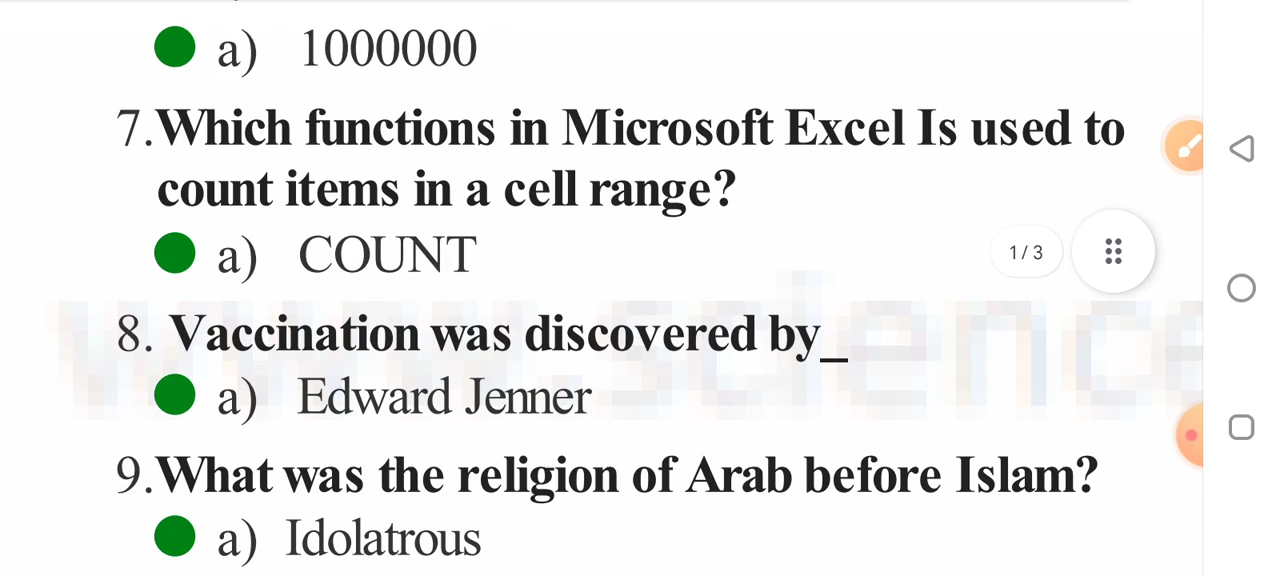 a) 1000000
7.Which functions in Microsoft Excel Is used to
count items in a cell range?
a) COUNT
1/3
8. Vaccination was discovered by_
a) Edward Jenner
9.What was the religion of Arab before Islam?
a) Idolatrous